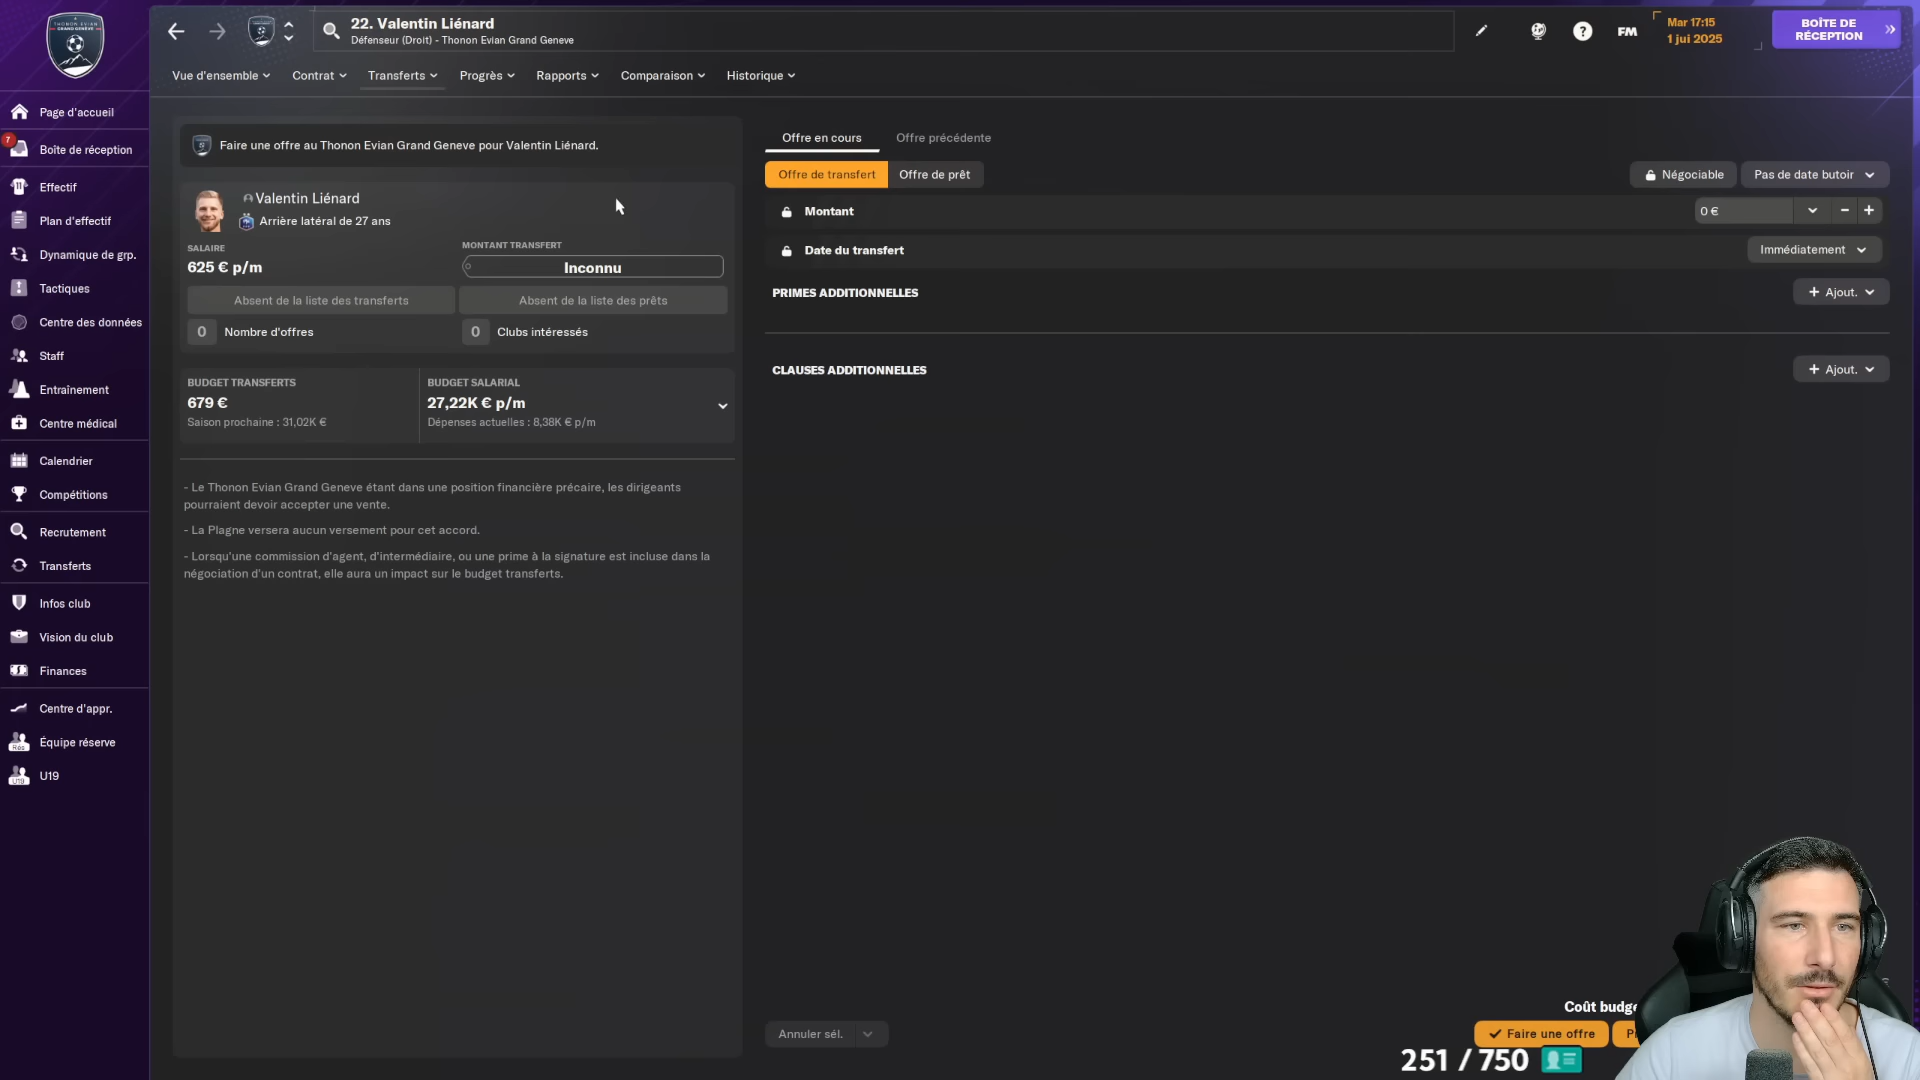 THONON EVIAN
GRAND GENÈVE
22. Valentin Liénard
Défenseur (Droit) - Thonon Evian Grand Geneve
FM
Mar 17:15
1 jui 2025
BOÎTE DE
RÉCEPTION
Vue d'ensemble
Contrat
Transferts
Progrès
Rapports
Comparaison
Historique
Page d'accueil
7
Boîte de réception
Effectif
Plan d'effectif
Dynamique de grp.
Tactiques
Centre des données
Staff
Entraînement
Centre médical
Calendrier
Compétitions
Recrutement
Transferts
Infos club
Vision du club
Finances
Centre d'appr.
Rés
Équipe réserve
U19
U19
Faire une offre au Thonon Evian Grand Geneve pour Valentin Liénard.
Valentin Liénard
Arrière latéral de 27 ans
SALAIRE
625 € p/m
MONTANT TRANSFERT
Inconnu
Absent de la liste des transferts
Absent de la liste des prêts
0 Nombre d'offres
0 Clubs intéressés
BUDGET TRANSFERTS
679 €
Saison prochaine : 31,02K €
BUDGET SALARIAL
27,22K € p/m
Dépenses actuelles : 8,38K € p/m
- Le Thonon Evian Grand Geneve étant dans une position financière précaire, les dirigeants
pourraient devoir accepter une vente.
- La Plagne versera aucun versement pour cet accord.
- Lorsqu'une commission d'agent, d'intermédiaire, ou une prime à la signature est incluse dans la
négociation d'un contrat, elle aura un impact sur le budget transferts.
Offre en cours
Offre précédente
Offre de transfert
Offre de prêt
Négociable
Pas de date butoir
Montant
0 €
Date du transfert
Immédiatement
PRIMES ADDITIONNELLES
+ Ajout.
CLAUSES ADDITIONNELLES
+ Ajout.
Annuler sél.
Coût budge
Faire une offre
251 / 750